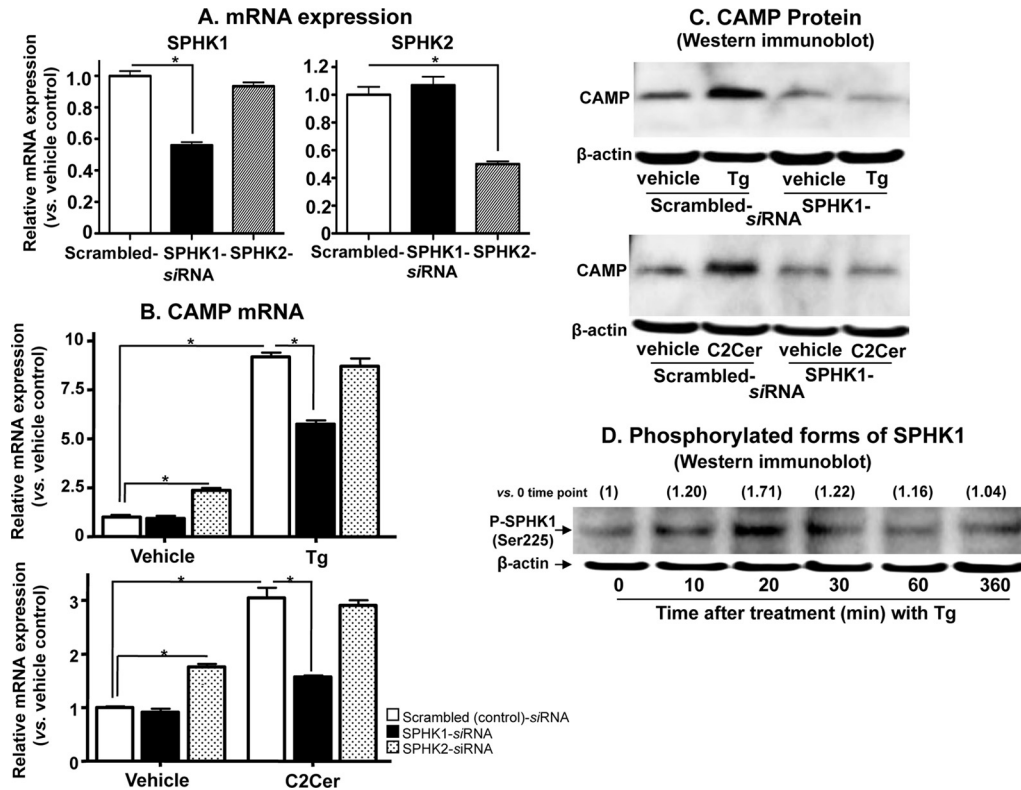 A. mRNA expression
SPHK1
SPHK2
Relative mRNA expression
(vs. vehicle control)
1.0
0.8
0.6
0.4
0.2
0
*
Scrambled-SPHK1-SPHK2-
siRNA
1.2
1.0
0.8
0.6
0.4
0.2
0
*
Scrambled-SPHK1-SPHK2-
siRNA
B. CAMP mRNA
Relative mRNA expression
(vs. vehicle control)
10
7.5
5.0
2.5
0
*
*
*
Vehicle
Tg
Relative mRNA expression
(vs. vehicle control)
3
2
1
0
*
*
*
Vehicle
C2Cer
Scrambled (control)-siRNA
SPHK1-siRNA
SPHK2-siRNA
C. CAMP Protein
(Western immunoblot)
CAMP
β-actin
vehicle Tg vehicle Tg
Scrambled- SPHK1-
siRNA
CAMP
β-actin
vehicle C2Cer vehicle C2Cer
Scrambled- SPHK1-
siRNA
D. Phosphorylated forms of SPHK1
(Western immunoblot)
vs. 0 time point (1) (1.20) (1.71) (1.22) (1.16) (1.04)
P-SPHK1
(Ser225)
β-actin
0 10 20 30 60 360
Time after treatment (min) with Tg